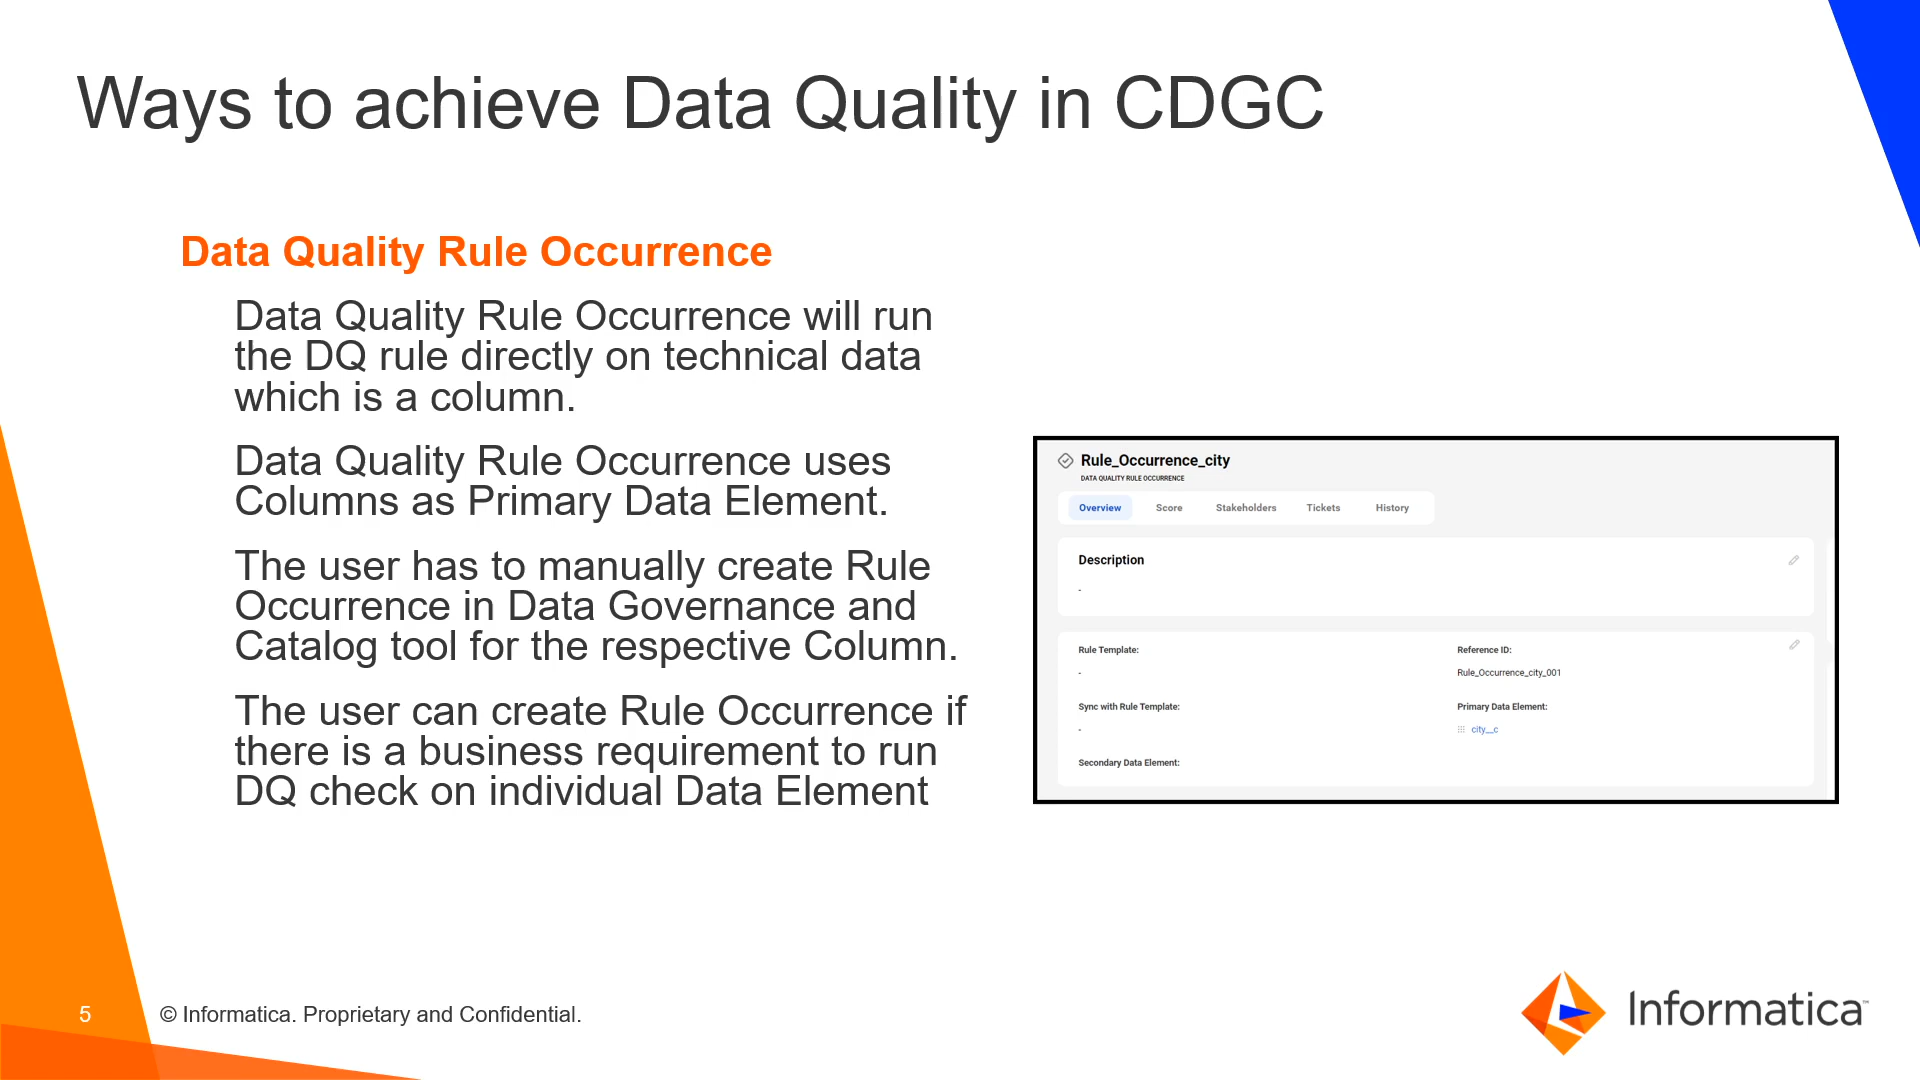 Ways to achieve Data Quality in CDGC
Data Quality Rule Occurrence
Data Quality Rule Occurrence will run
the DQ rule directly on technical data
which is a column.
Data Quality Rule Occurrence uses
Columns as Primary Data Element.
The user has to manually create Rule
Occurrence in Data Governance and
Catalog tool for the respective Column.
The user can create Rule Occurrence if
there is a business requirement to run
DQ check on individual Data Element
Rule_Occurrence_city
DATA QUALITY RULE OCCURRENCE
Overview Score Stakeholders Tickets History
Description
-
Rule Template: Reference ID:
- Rule_Occurrence_city_001
Sync with Rule Template: Primary Data Element:
- city__c
Secondary Data Element:
5 © Informatica. Proprietary and Confidential.
Informatica™